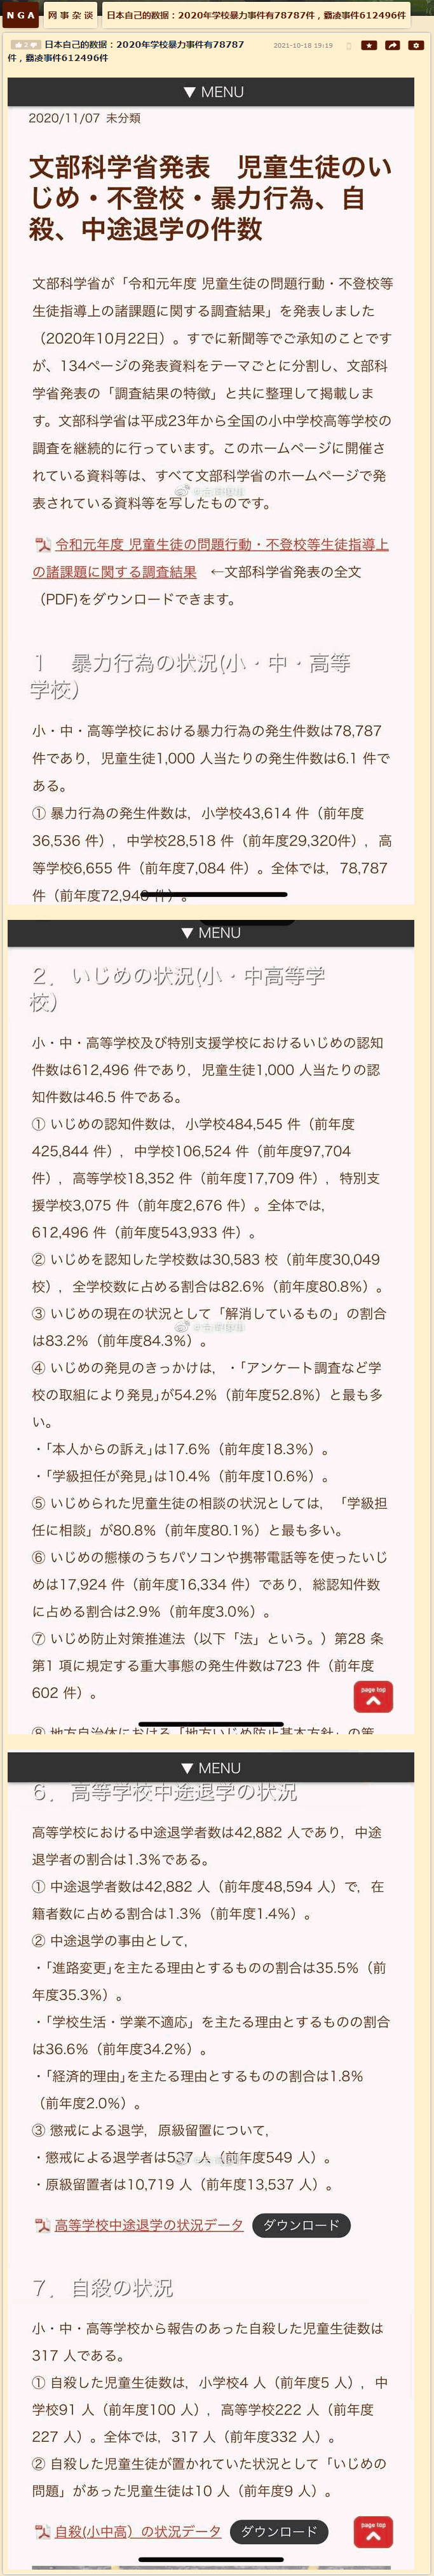 NGA 网事杂谈 日本自己的数据：2020年学校暴力事件有78787件，霸凌事件612496件
日本自己的数据：2020年学校暴力事件有78787
件，霸凌事件612496件
2021-10-18 19:19
▼ MENU
2020/11/07 未分類
文部科学省発表　児童生徒のい
じめ・不登校・暴力行為、自
殺、中途退学の件数
文部科学省が「令和元年度 児童生徒の問題行動・不登校等
生徒指導上の諸課題に関する調査結果」を発表しました
（2020年10月22日）。すでに新聞等でご承知のことです
が、134ページの発表資料をテーマごとに分割し、文部科
学省発表の「調査結果の特徴」と共に整理して掲載しま
す。文部科学省は平成23年から全国の小中学校高等学校の
調査を継続的に行っています。このホームページに開催さ
れている資料等は、すべて文部科学省のホームページで発
表されている資料等を写したものです。
令和元年度 児童生徒の問題行動・不登校等生徒指導上
の諸課題に関する調査結果　←文部科学省発表の全文
（PDF)をダウンロードできます。
１　暴力行為の状況(小・中・高等
学校)
小・中・高等学校における暴力行為の発生件数は78,787
件であり，児童生徒1,000 人当たりの発生件数は6.1 件で
ある。
① 暴力行為の発生件数は，小学校43,614 件（前年度
36,536 件），中学校28,518 件（前年度29,320件），高
等学校6,655 件（前年度7,084 件）。全体では，78,787
件（前年度72,940 件）。
▼ MENU
２．いじめの状況(小・中高等学
校)
小・中・高等学校及び特別支援学校におけるいじめの認知
件数は612,496 件であり，児童生徒1,000 人当たりの認
知件数は46.5 件である。
① いじめの認知件数は，小学校484,545 件（前年度
425,844 件），中学校106,524 件（前年度97,704
件），高等学校18,352 件（前年度17,709 件），特別支
援学校3,075 件（前年度2,676 件）。全体では，
612,496 件（前年度543,933 件）。
② いじめを認知した学校数は30,583 校（前年度30,049
校），全学校数に占める割合は82.6％（前年度80.8％）。
③ いじめの現在の状況として「解消しているもの」の割合
は83.2％（前年度84.3％）。
④ いじめの発見のきっかけは，・「アンケート調査など学
校の取組により発見」が54.2％（前年度52.8％）と最も多
い。
・「本人からの訴え」は17.6％（前年度18.3％）。
・「学級担任が発見」は10.4％（前年度10.6％）。
⑤ いじめられた児童生徒の相談の状況としては，「学級担
任に相談」が80.8％（前年度80.1％）と最も多い。
⑥ いじめの態様のうちパソコンや携帯電話等を使ったいじ
めは17,924 件（前年度16,334 件）であり，総認知件数
に占める割合は2.9％（前年度3.0％）。
⑦ いじめ防止対策推進法（以下「法」という。）第28 条
第1 項に規定する重大事態の発生件数は723 件（前年度
602 件）。
page top
⑧ 地方自治体における「地方いじめ防止基本方針」の策
▼ MENU
６．高等学校中途退学の状況
高等学校における中途退学者数は42,882 人であり，中途
退学者の割合は1.3％である。
① 中途退学者数は42,882 人（前年度48,594 人）で，在
籍者数に占める割合は1.3％（前年度1.4％）。
② 中途退学の事由として，
・「進路変更」を主たる理由とするものの割合は35.5％（前
年度35.3％）。
・「学校生活・学業不適応」を主たる理由とするものの割合
は36.6％（前年度34.2％）。
・「経済的理由」を主たる理由とするものの割合は1.8％
（前年度2.0％）。
③ 懲戒による退学，原級留置について，
・懲戒による退学者は537 人（前年度549 人）。
・原級留置者は10,719 人（前年度13,537 人）。
高等学校中途退学の状況データ ダウンロード
７．自殺の状況
小・中・高等学校から報告のあった自殺した児童生徒数は
317 人である。
① 自殺した児童生徒数は，小学校4 人（前年度5 人），中
学校91 人（前年度100 人），高等学校222 人（前年度
227 人）。全体では，317 人（前年度332 人）。
② 自殺した児童生徒が置かれていた状況として「いじめの
問題」があった児童生徒は10 人（前年度9 人）。
自殺(小中高）の状況データ ダウンロード
page top